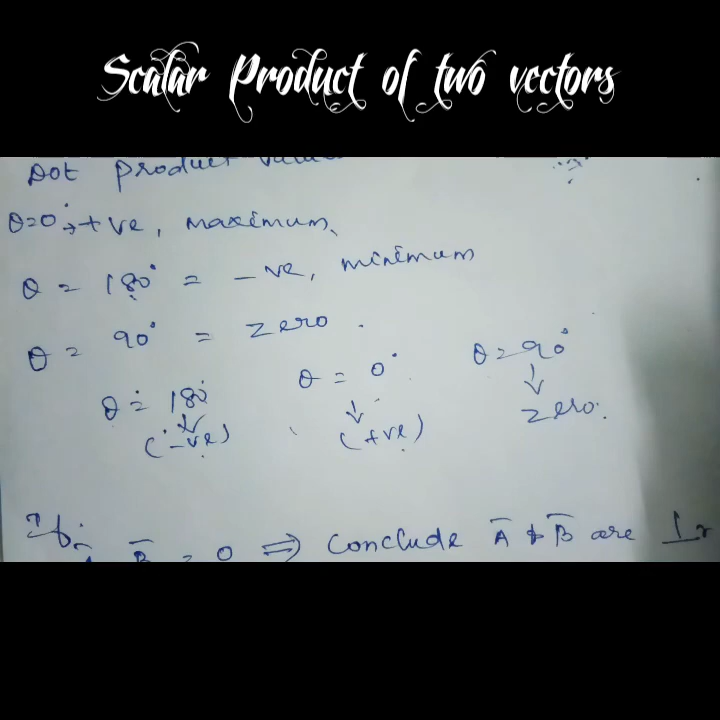 Scalar Product of two vectors
Dot product values
θ=0° → +ve, maximum,
θ = 180° = -ve, minimum
θ = 90° = zero.
θ = 180° θ = 0° θ = 90°
↓ ↓ ↓
(-ve) (+ve) zero.
If
B̅ = 0 ⇒ Conclude A̅ & B̅ are ⊥r